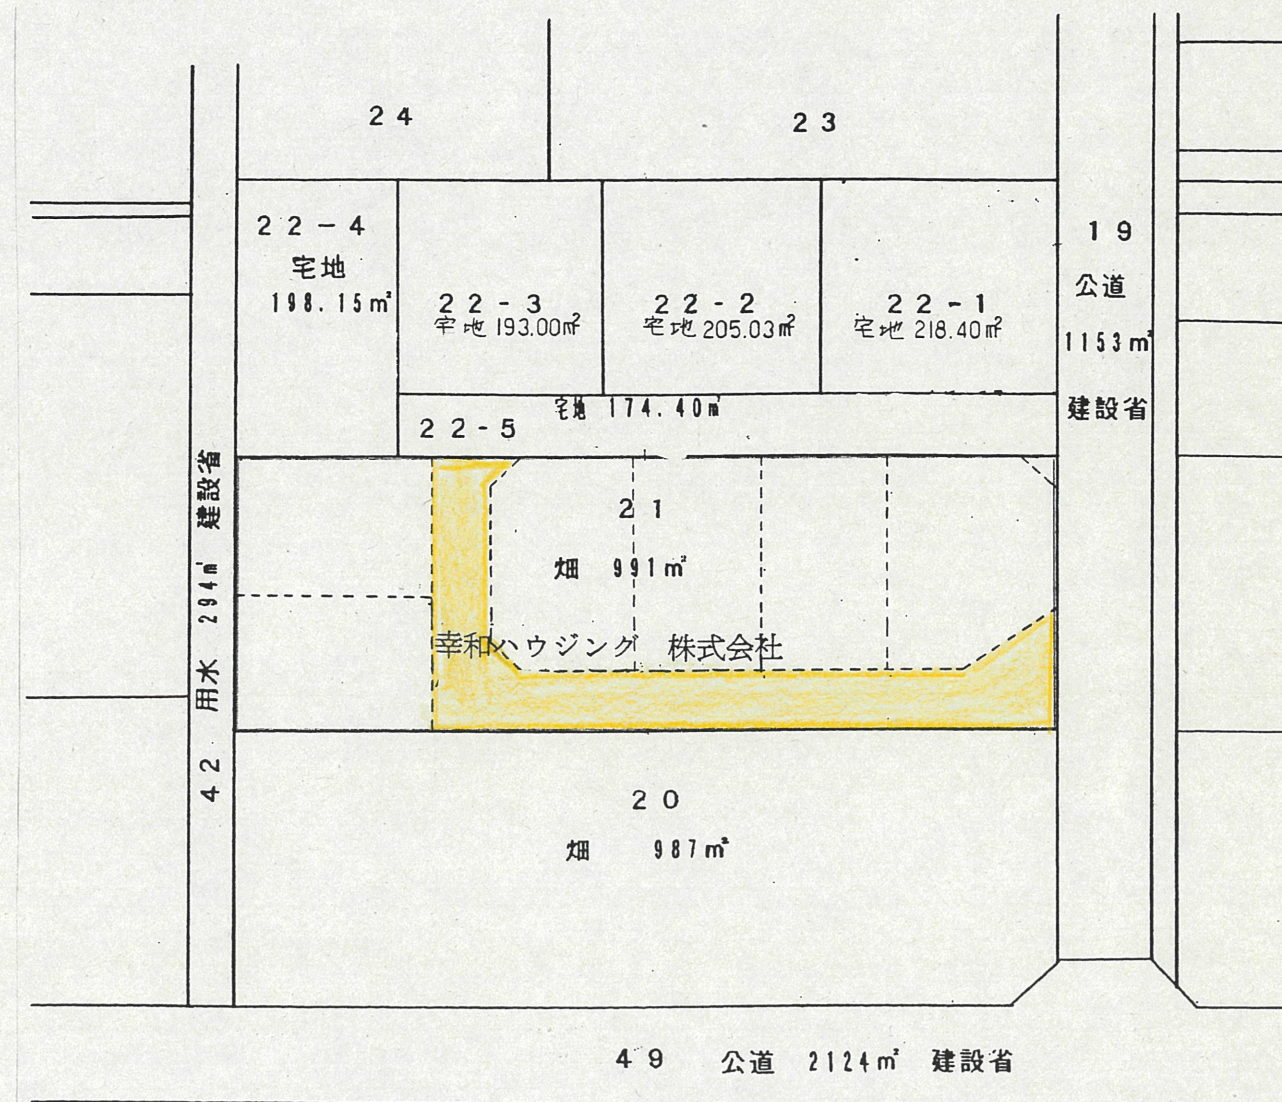 24
23
22-4
宅地
198.15㎡
22-3
宅地 193.00㎡
22-2
宅地 205.03㎡
22-1
宅地 218.40㎡
19
公道
1153㎡
建設省
宅地 174.40㎡
22-5
21
畑 991㎡
幸和ハウジング 株式会社
42 用水 294㎡ 建設省
20
畑 987㎡
49 公道 2124㎡ 建設省